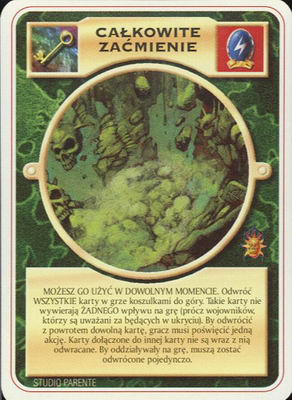 CAŁKOWITE
ZAĆMIENIE
MOŻESZ GO UŻYĆ W DOWOLNYM MOMENCIE. Odwróć
WSZYSTKIE karty w grze koszulkami do góry. Takie karty nie
wywierają ŻADNEGO wpływu na grę (prócz wojowników,
którzy są uważani za będących w ukryciu). By odwrócić
z powrotem dowolną kartę, gracz musi poświęcić jedną
akcję. Karty dołączone do innej karty nie są wraz z nią
odwracane. By oddziaływały na grę, muszą zostać
odwrócone pojedynczo.
STUDIO PARENTE